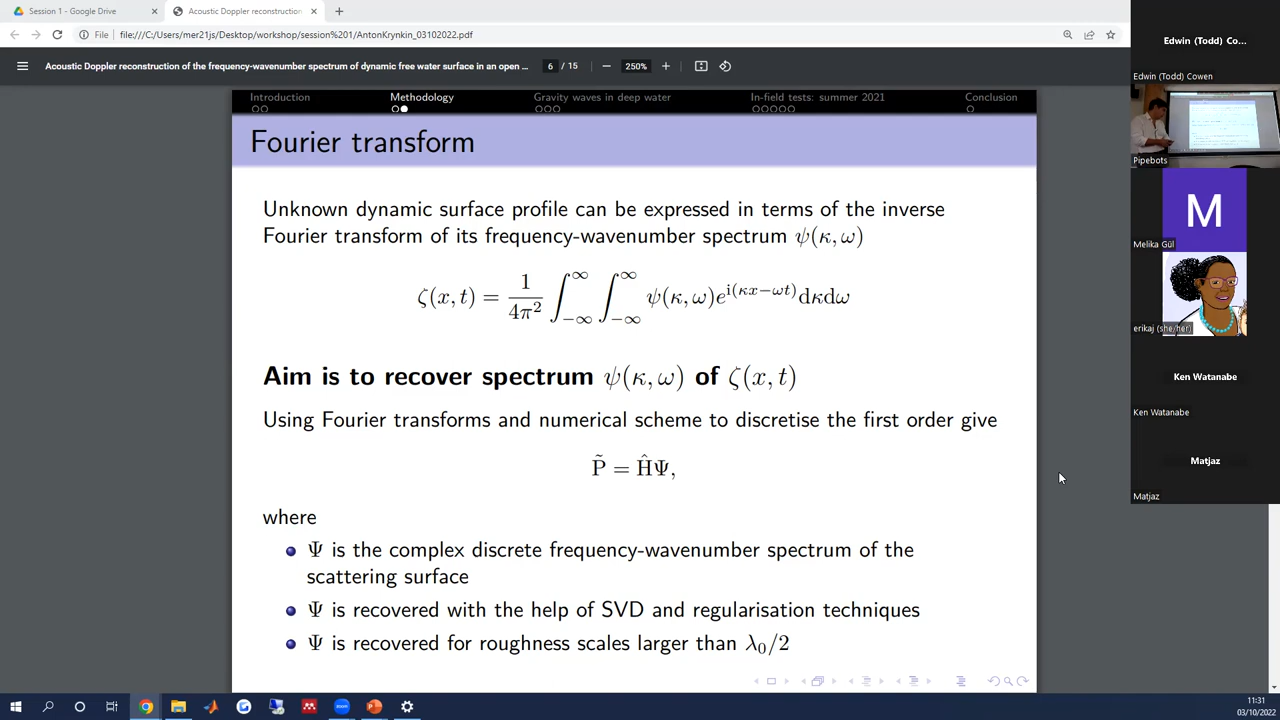 Session 1 - Google Drive
Acoustic Doppler reconstruction
File
file:///C:/Users/mer21js/Desktop/workshop/session%201/AntonKrynkin_03102022.pdf
Acoustic Doppler reconstruction of the frequency-wavenumber spectrum of dynamic free water surface in an open ...
6 / 15
250%
Introduction
Methodology
Gravity waves in deep water
In-field tests: summer 2021
Conclusion
Fourier transform
Unknown dynamic surface profile can be expressed in terms of the inverse
Fourier transform of its frequency-wavenumber spectrum ψ(κ, ω)
ζ(x, t) = 1/4π² ∫_{−∞}^{∞} ∫_{−∞}^{∞} ψ(κ, ω)e^{i(κx−ωt)}dκdω
Aim is to recover spectrum ψ(κ, ω) of ζ(x, t)
Using Fourier transforms and numerical scheme to discretise the first order give
P̃ = ĤΨ,
where
Ψ is the complex discrete frequency-wavenumber spectrum of the
scattering surface
Ψ is recovered with the help of SVD and regularisation techniques
Ψ is recovered for roughness scales larger than λ₀/2
Edwin (Todd) Co...
Edwin (Todd) Cowen
Pipebots
M
Melika Gül
erikaj (she/her)
Ken Watanabe
Ken Watanabe
Matjaz
Matjaz
11:31
03/10/2022